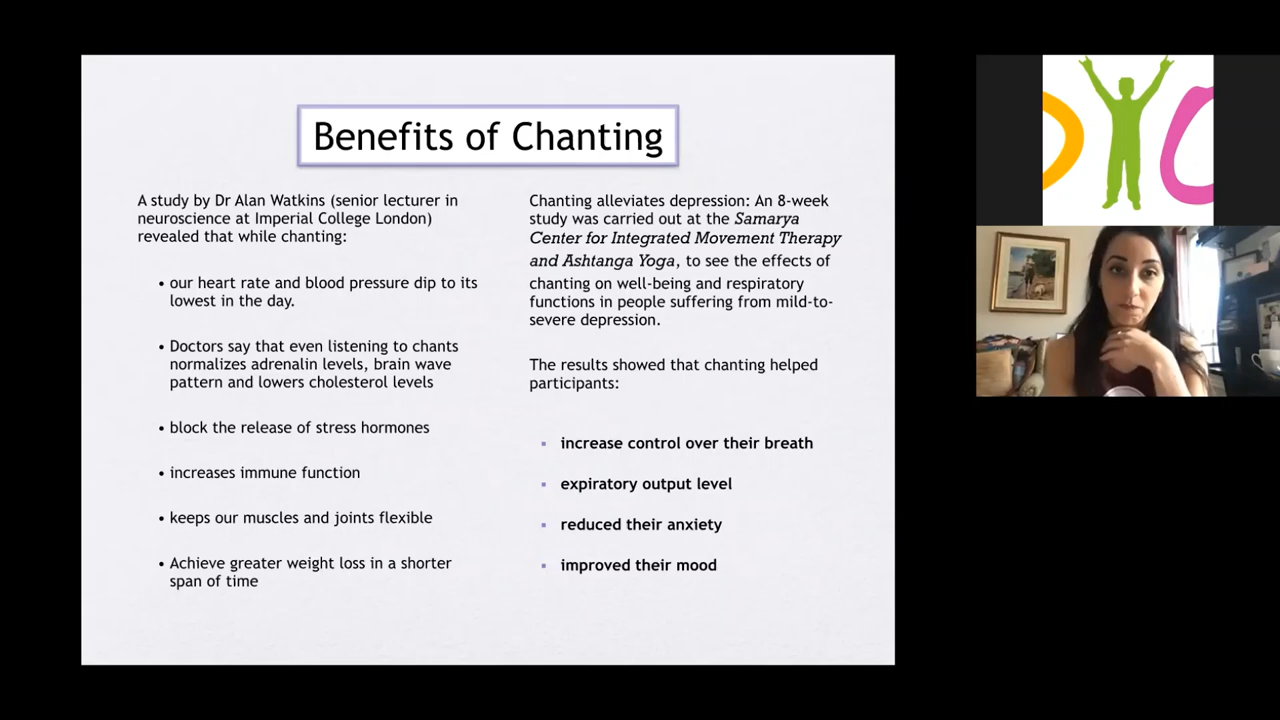 Benefits of Chanting
A study by Dr Alan Watkins (senior lecturer in
neuroscience at Imperial College London)
revealed that while chanting:
• our heart rate and blood pressure dip to its
lowest in the day.
• Doctors say that even listening to chants
normalizes adrenalin levels, brain wave
pattern and lowers cholesterol levels
• block the release of stress hormones
• increases immune function
• keeps our muscles and joints flexible
• Achieve greater weight loss in a shorter
span of time
Chanting alleviates depression: An 8-week
study was carried out at the Samarya
Center for Integrated Movement Therapy
and Ashtanga Yoga, to see the effects of
chanting on well-being and respiratory
functions in people suffering from mild-to-
severe depression.
The results showed that chanting helped
participants:
▪ increase control over their breath
▪ expiratory output level
▪ reduced their anxiety
▪ improved their mood